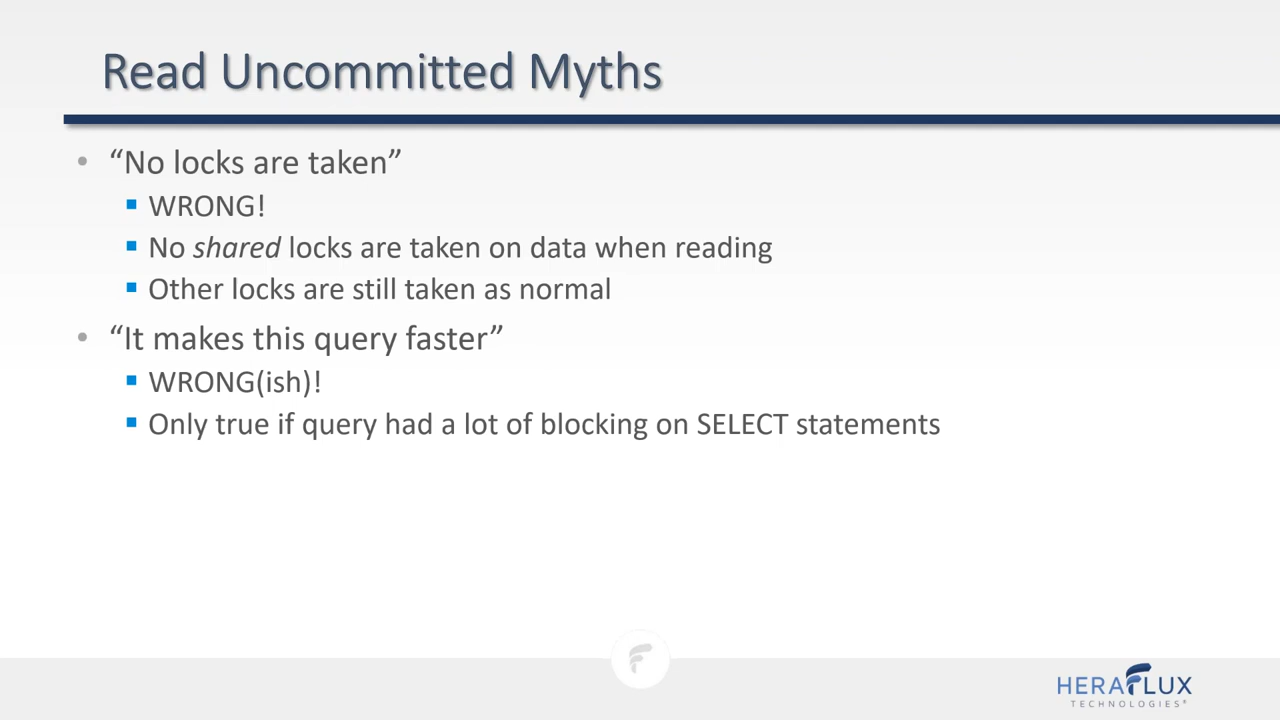 Read Uncommitted Myths
• “No locks are taken”
▪ WRONG!
▪ No shared locks are taken on data when reading
▪ Other locks are still taken as normal
• “It makes this query faster”
▪ WRONG(ish)!
▪ Only true if query had a lot of blocking on SELECT statements
HERAFLUX
TECHNOLOGIES®